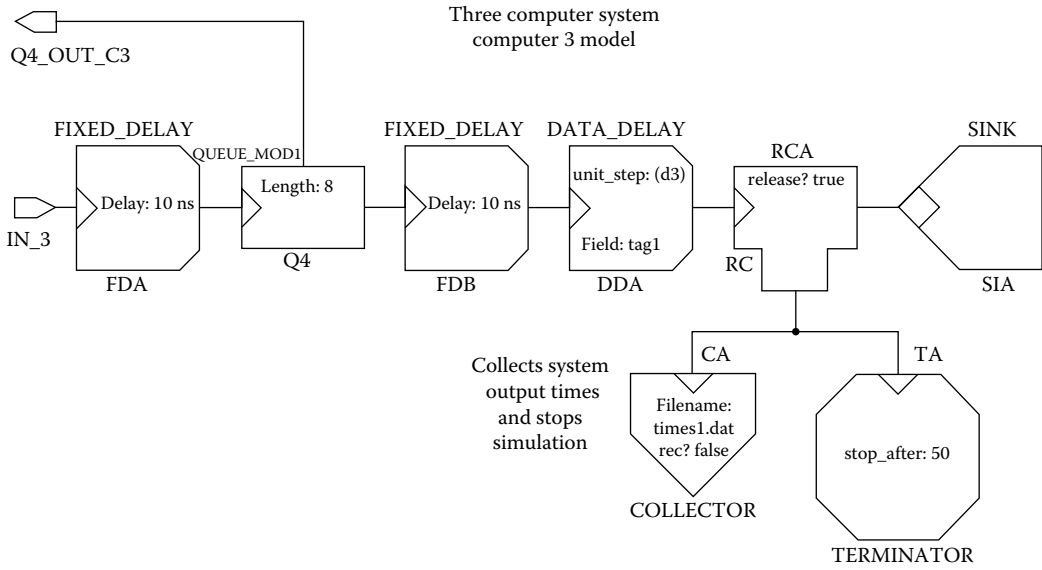 Three computer system
computer 3 model
Q4_OUT_C3
FIXED_DELAY
QUEUE_MOD1
FIXED_DELAY
DATA_DELAY
RCA
SINK
Length: 8
unit_step: (d3)
release? true
Delay: 10 ns
Delay: 10 ns
IN_3
Field: tag1
Q4
RC
FDA
FDB
DDA
SIA
CA
TA
Collects system
output times
and stops
simulation
Filename:
times1.dat
rec? false
stop_after: 50
COLLECTOR
TERMINATOR